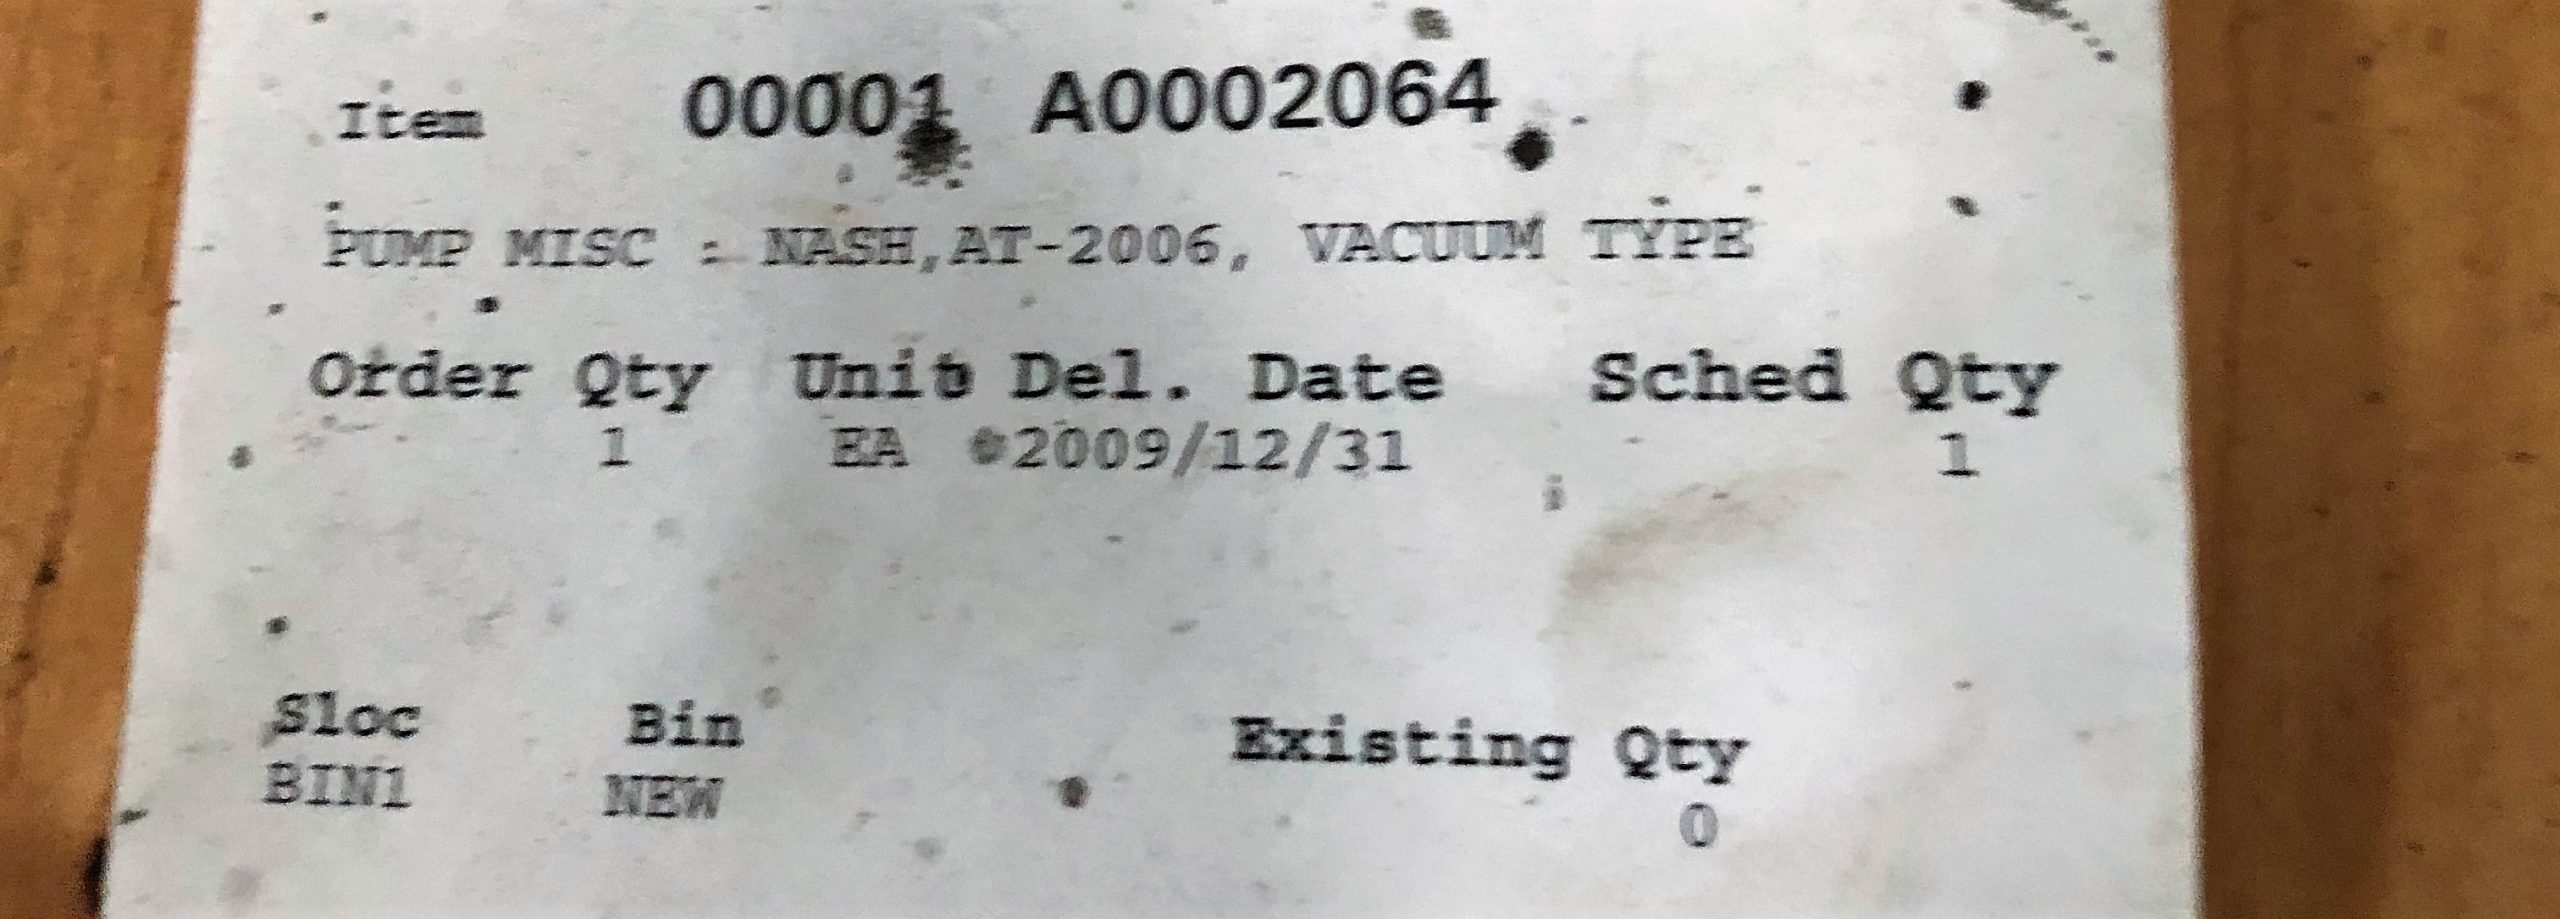 Item 00001 A0002064
PUMP MISC : NASH,AT-2006, VACUUM TYPE
Order Qty Unit Del. Date Sched Qty
1 EA 2009/12/31 1
Sloc Bin Existing Qty
BIN1 NEW 0